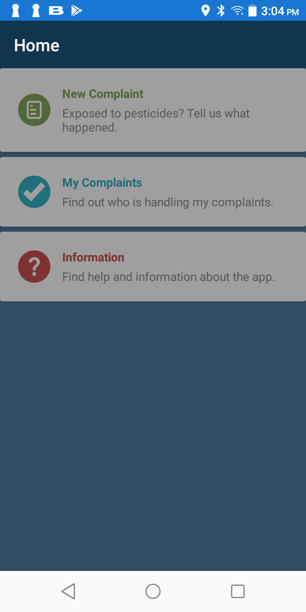 3:04 PM
Home
New Complaint
Exposed to pesticides? Tell us what
happened.
My Complaints
Find out who is handling my complaints.
Information
Find help and information about the app.